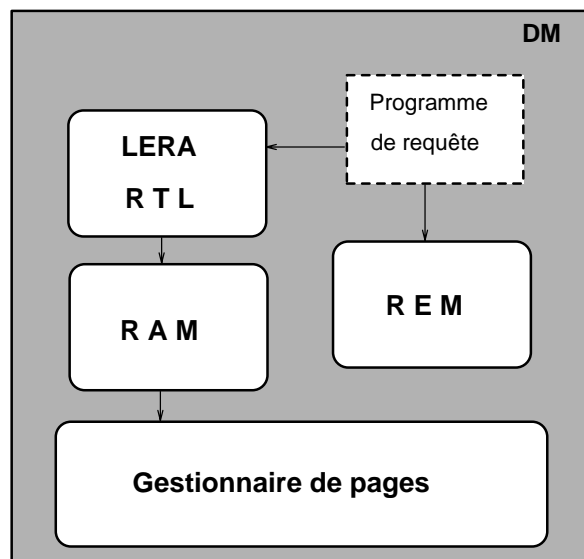 DM
Programme
de requête
LERA
R T L
R A M
R E M
Gestionnaire de pages